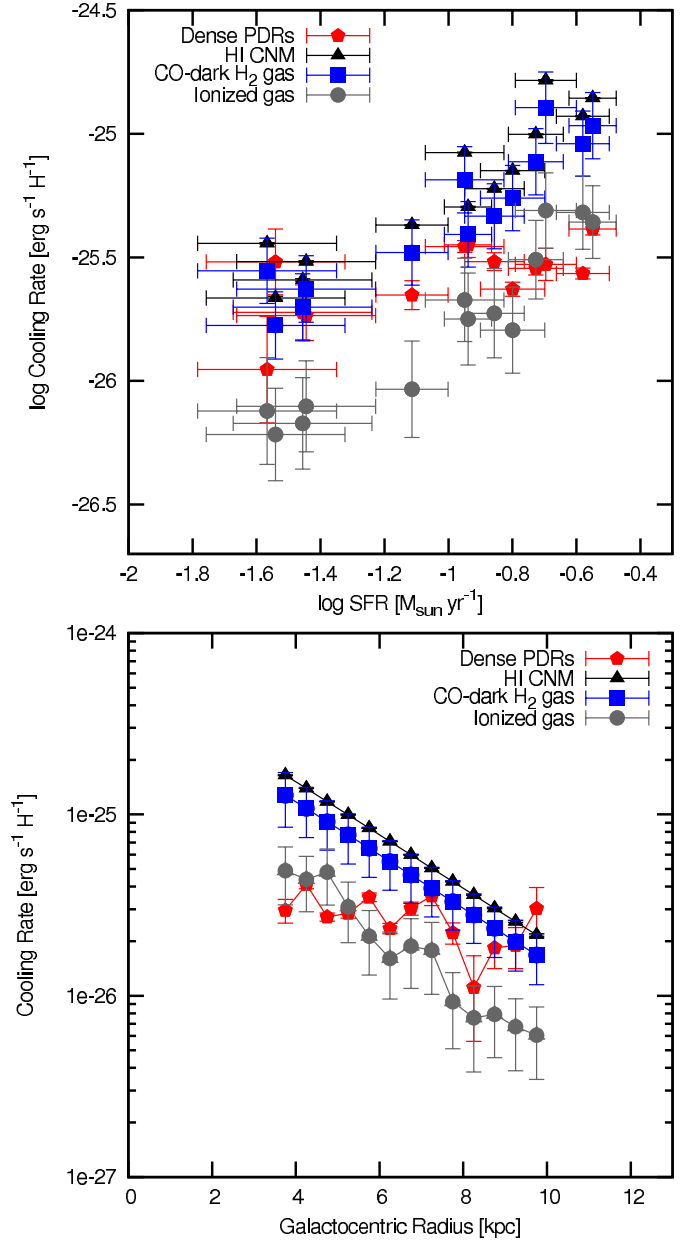 -24.5
-25
-25.5
-26
-26.5
log Cooling Rate [erg s⁻¹ H⁻¹]
Dense PDRs
HI CNM
CO-dark H₂ gas
Ionized gas
-2 -1.8 -1.6 -1.4 -1.2 -1 -0.8 -0.6 -0.4
log SFR [M_sun yr⁻¹]
1e-24
1e-25
1e-26
1e-27
Cooling Rate [erg s⁻¹ H⁻¹]
Dense PDRs
HI CNM
CO-dark H₂ gas
Ionized gas
0 2 4 6 8 10 12
Galactocentric Radius [kpc]